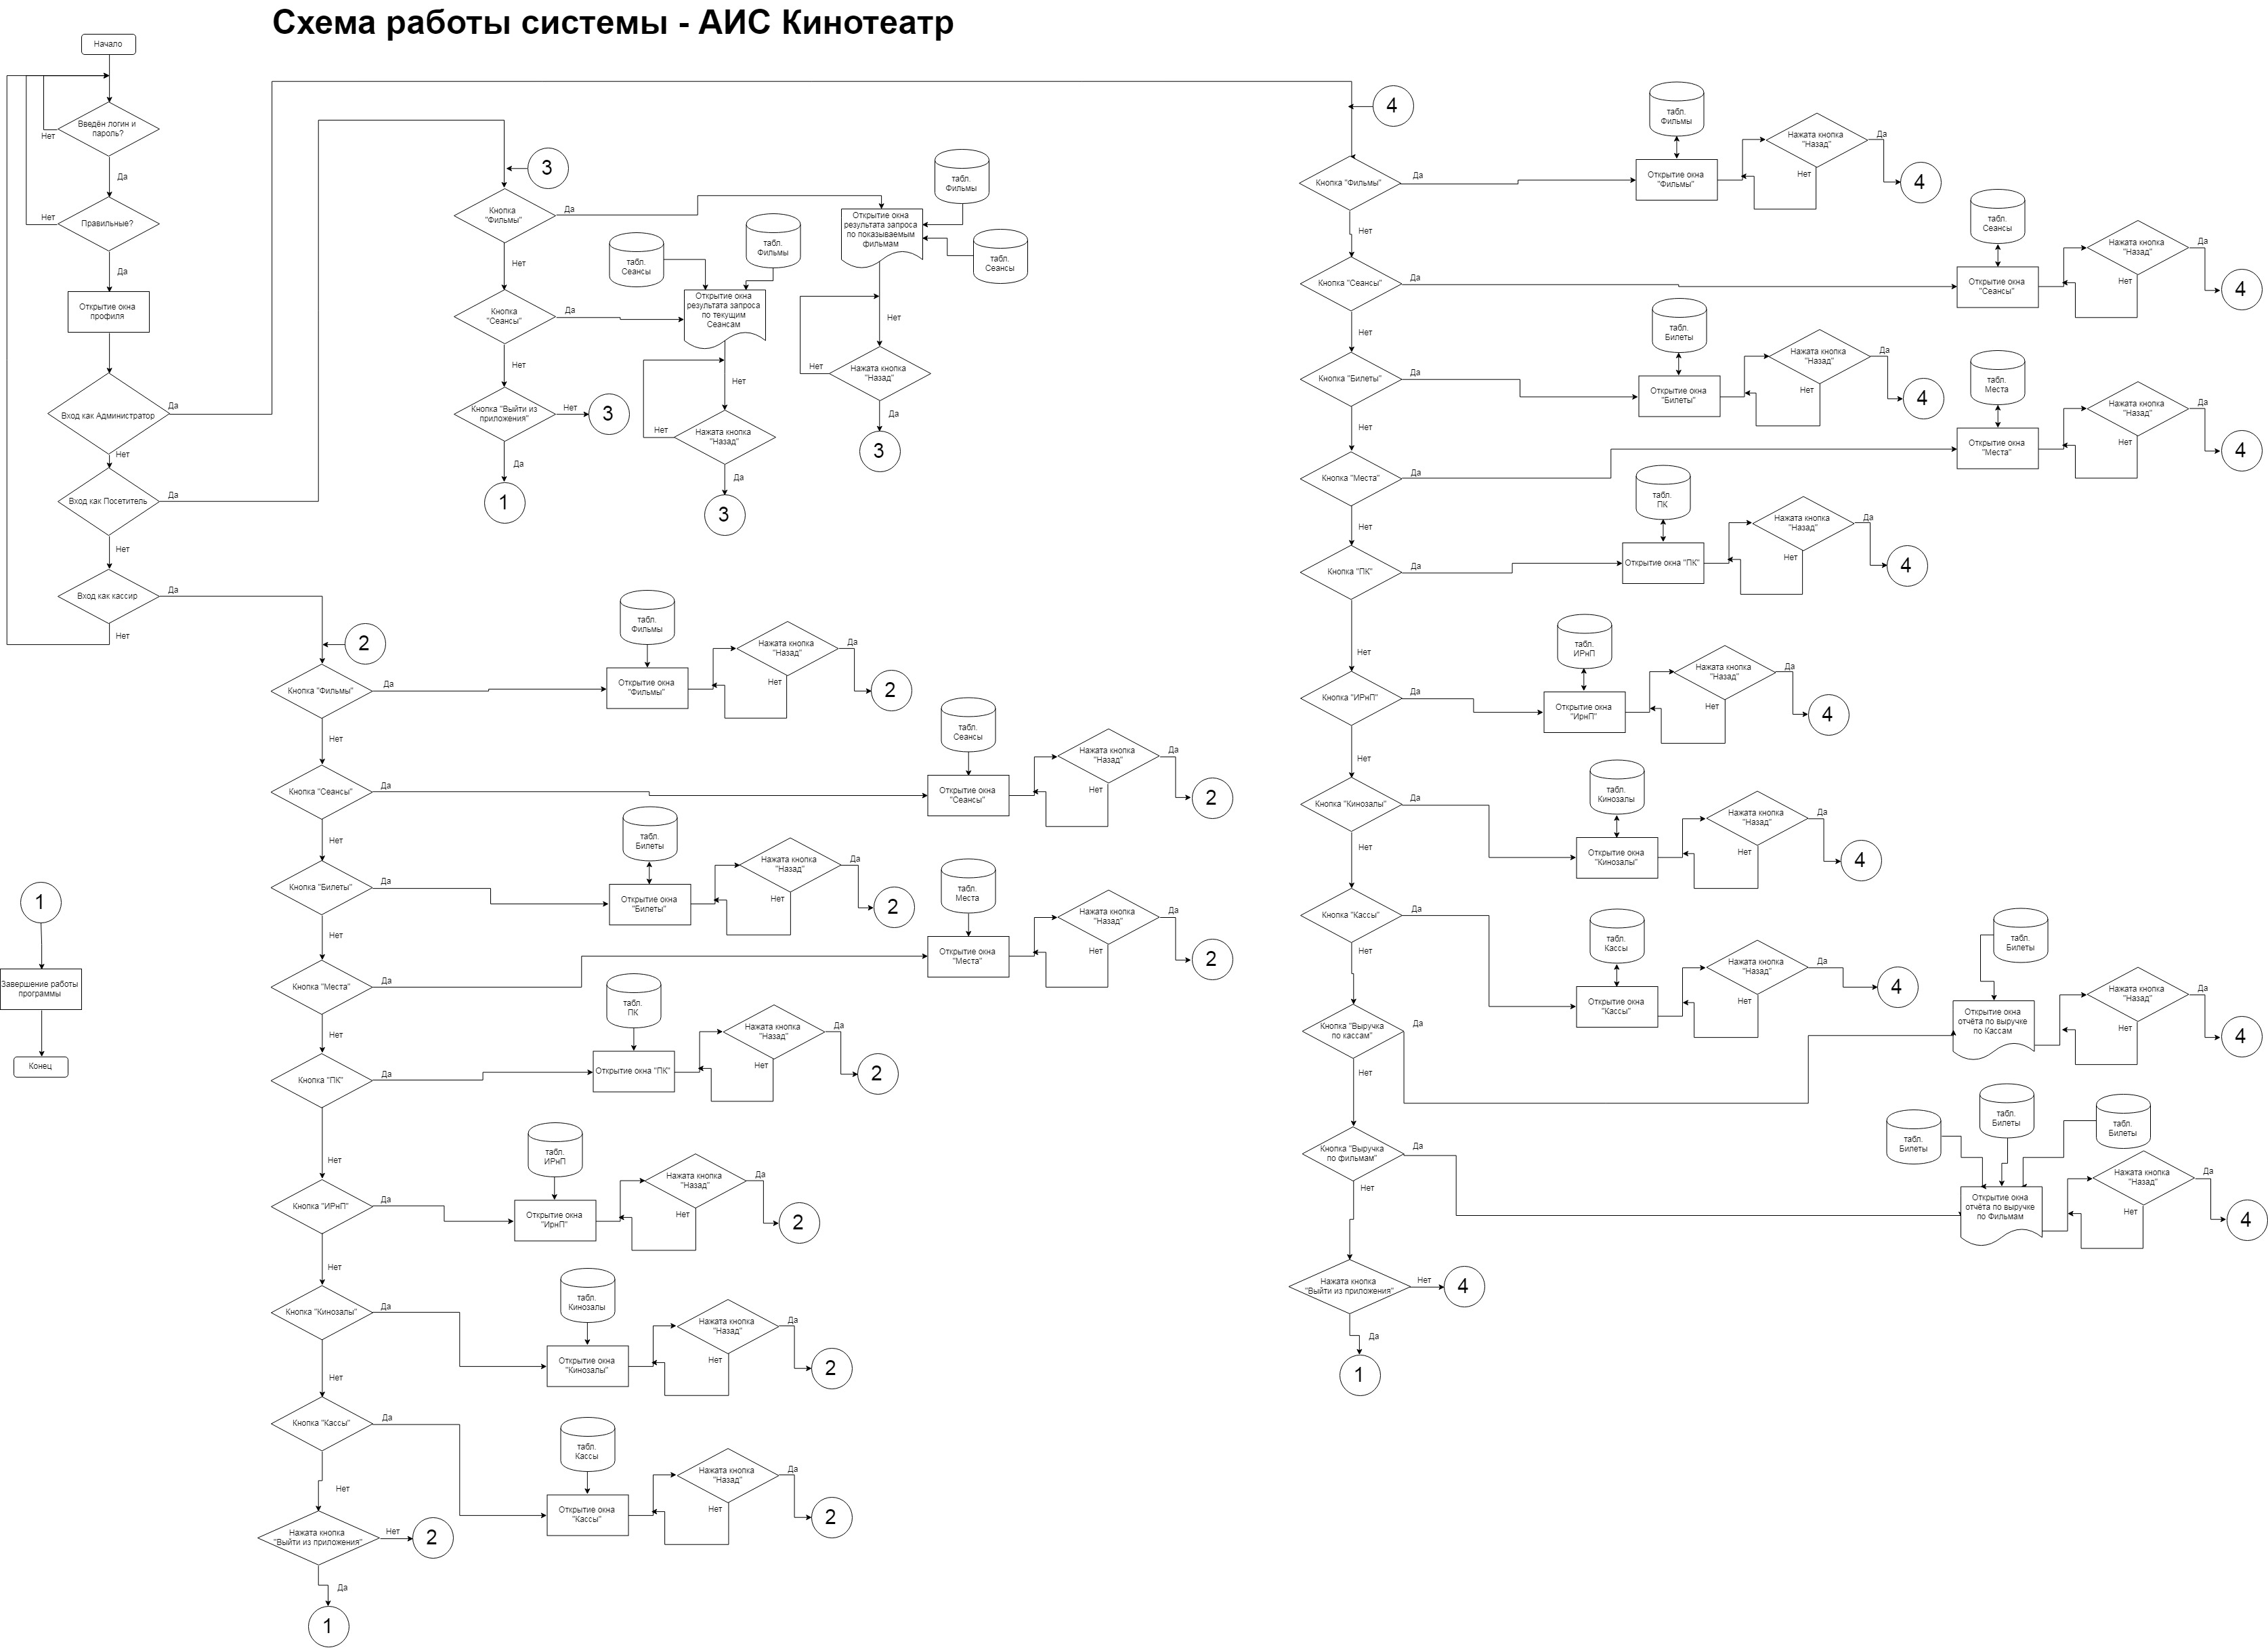 Схема работы системы - АИС Кинотеатр
Начало
Введён логин и
пароль?
Нет
Да
Правильные?
Нет
Да
Открытие окна
профиля
Вход как Администратор
Да
Нет
Вход как Посетитель
Да
Нет
Вход как кассир
Да
Нет
1
Завершение работы
программы
Конец
3
Кнопка
"Фильмы"
Да
Нет
Кнопка
"Сеансы"
Да
Нет
Кнопка "Выйти из
приложения"
Нет
3
Да
1
табл.
Сеансы
табл.
Фильмы
Открытие окна
результата запроса
по текущим
Сеансам
Нет
Нет
Нажата кнопка
"Назад"
Да
3
табл.
Фильмы
Открытие окна
результата запроса
по показываемым
фильмам
табл.
Сеансы
Нет
Нет
Нажата кнопка
"Назад"
Да
3
2
Кнопка "Фильмы"
Да
табл.
Фильмы
Открытие окна
"Фильмы"
Нажата кнопка
"Назад"
Да
Нет
2
Нет
Кнопка "Сеансы"
Да
табл.
Сеансы
Открытие окна
"Сеансы"
Нажата кнопка
"Назад"
Да
Нет
2
Нет
Кнопка "Билеты"
Да
табл.
Билеты
Открытие окна
"Билеты"
Нажата кнопка
"Назад"
Да
Нет
2
Нет
Кнопка "Места"
Да
табл.
Места
Открытие окна
"Места"
Нажата кнопка
"Назад"
Да
Нет
2
Нет
Кнопка "ПК"
Да
табл.
ПК
Открытие окна "ПК"
Нажата кнопка
"Назад"
Да
Нет
2
Нет
Кнопка "ИРнП"
Да
табл.
ИРнП
Открытие окна
"ИрнП"
Нажата кнопка
"Назад"
Да
Нет
2
Нет
Кнопка "Кинозалы"
Да
табл.
Кинозалы
Открытие окна
"Кинозалы"
Нажата кнопка
"Назад"
Да
Нет
2
Нет
Кнопка "Кассы"
Да
табл.
Кассы
Открытие окна
"Кассы"
Нажата кнопка
"Назад"
Да
Нет
2
Нет
Нажата кнопка
"Выйти из приложения"
Нет
2
Да
1
4
Кнопка "Фильмы"
Да
табл.
Фильмы
Открытие окна
"Фильмы"
Нажата кнопка
"Назад"
Да
Нет
4
Нет
Кнопка "Сеансы"
Да
табл.
Сеансы
Открытие окна
"Сеансы"
Нажата кнопка
"Назад"
Да
Нет
4
Нет
Кнопка "Билеты"
Да
табл.
Билеты
Открытие окна
"Билеты"
Нажата кнопка
"Назад"
Да
Нет
4
Нет
Кнопка "Места"
Да
табл.
Места
Открытие окна
"Места"
Нажата кнопка
"Назад"
Да
Нет
4
Нет
Кнопка "ПК"
Да
табл.
ПК
Открытие окна "ПК"
Нажата кнопка
"Назад"
Да
Нет
4
Нет
Кнопка "ИРнП"
Да
табл.
ИРнП
Открытие окна
"ИрнП"
Нажата кнопка
"Назад"
Да
Нет
4
Нет
Кнопка "Кинозалы"
Да
табл.
Кинозалы
Открытие окна
"Кинозалы"
Нажата кнопка
"Назад"
Да
Нет
4
Нет
Кнопка "Кассы"
Да
табл.
Кассы
Открытие окна
"Кассы"
Нажата кнопка
"Назад"
Да
Нет
4
Нет
Кнопка "Выручка
по кассам"
Да
табл.
Билеты
Открытие окна
отчёта по выручке
по Кассам
Нажата кнопка
"Назад"
Да
Нет
4
Нет
Кнопка "Выручка
по фильмам"
Да
табл.
Билеты
табл.
Билеты
табл.
Билеты
Открытие окна
отчёта по выручке
по Фильмам
Нажата кнопка
"Назад"
Да
Нет
4
Нет
Нажата кнопка
"Выйти из приложения"
Нет
4
Да
1